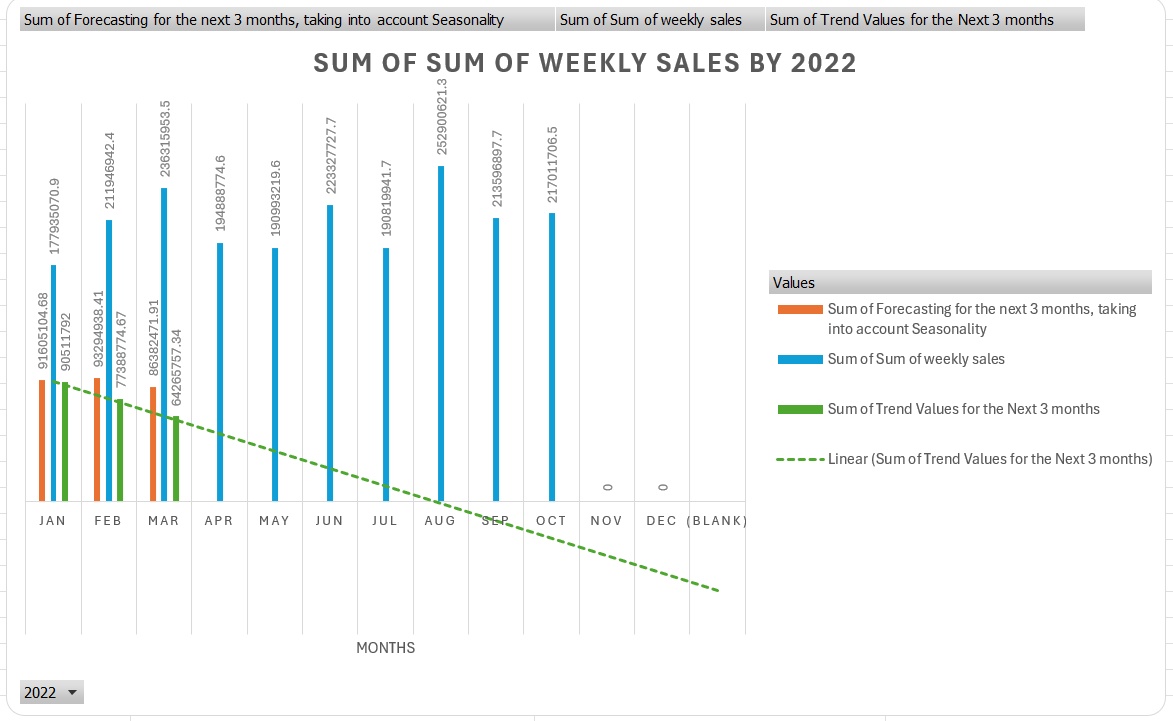 Sum of Forecasting for the next 3 months, taking into account Seasonality
Sum of Sum of weekly sales
Sum of Trend Values for the Next 3 months
SUM OF SUM OF WEEKLY SALES BY 2022
91605104.68
177935070.9
90511792
93294938.41
211946942.4
77388774.67
86382471.91
236315953.5
64265757.34
194888774.6
190993219.6
223327727.7
190819941.7
252900621.3
213596897.7
217011706.5
0
0
JAN
FEB
MAR
APR
MAY
JUN
JUL
AUG
SEP
OCT
NOV
DEC
(BLANK)
MONTHS
Values
Sum of Forecasting for the next 3 months, taking
into account Seasonality
Sum of Sum of weekly sales
Sum of Trend Values for the Next 3 months
Linear (Sum of Trend Values for the Next 3 months)
2022